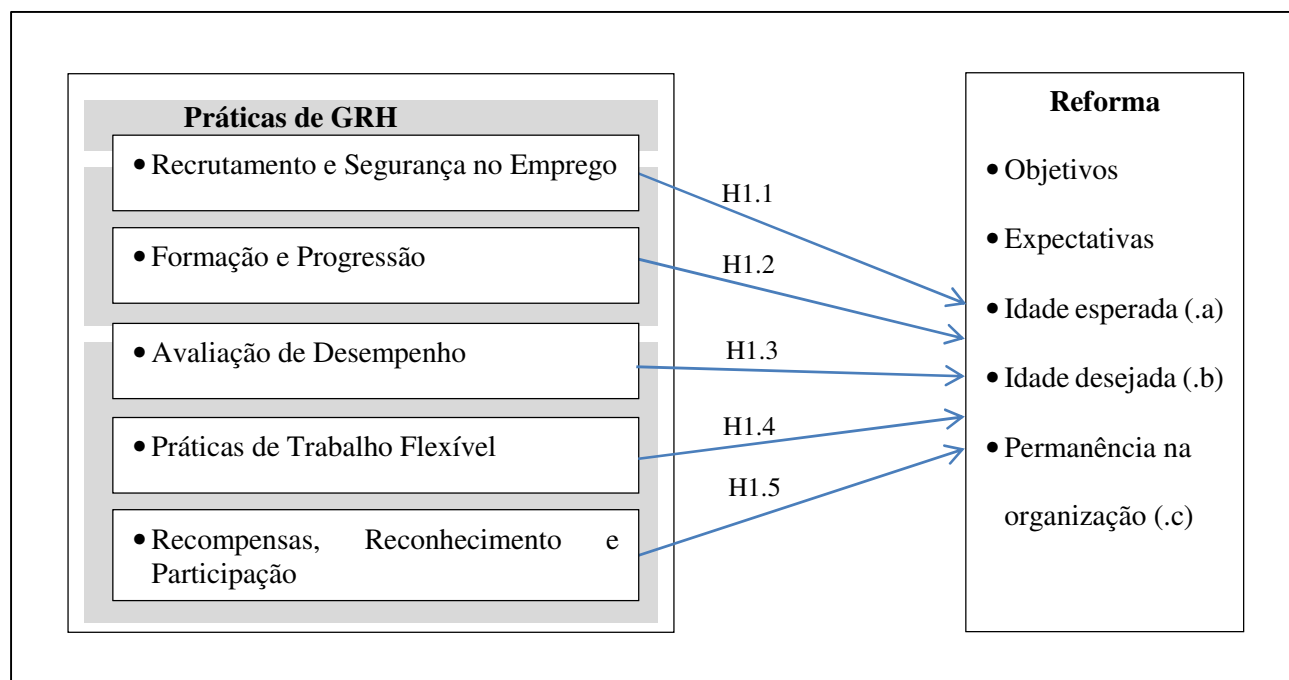 Práticas de GRH
• Recrutamento e Segurança no Emprego
• Formação e Progressão
• Avaliação de Desempenho
• Práticas de Trabalho Flexível
• Recompensas, Reconhecimento e
Participação
H1.1
H1.2
H1.3
H1.4
H1.5
Reforma
• Objetivos
• Expectativas
• Idade esperada (.a)
• Idade desejada (.b)
• Permanência na
organização (.c)